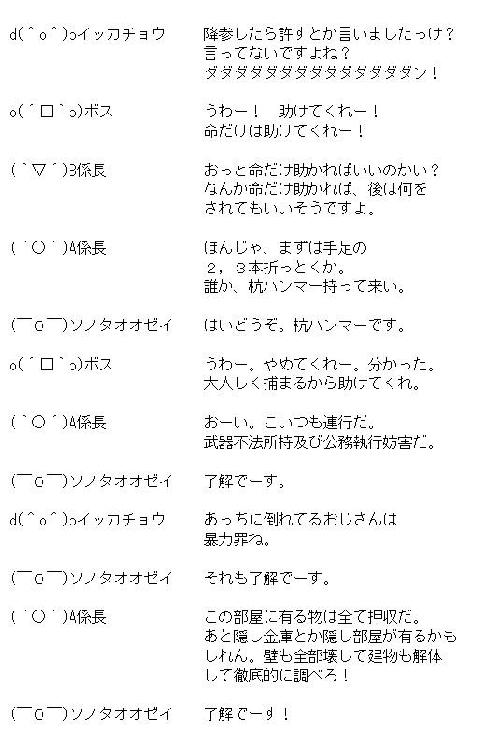 d(^o^)ɔイッカチョウ 降参したら許すとか言いましたっけ？
言ってないですよね？
ダダダダダダダダダダダダダダン！
o(´□`ɔ)ボス うわー！　助けてくれー！
命だけは助けてくれー！
(`▽´)B係長 おっと命だけ助かればいいのかい？
なんか命だけ助かれば、後は何を
されてもいいそうですよ。
(｀○´)A係長 ほんじゃ、まずは手足の
２，３本折っとくか。
誰か、杭ハンマー持って来い。
(￣Q￣)ソノタオオゼイ はいどうぞ。杭ハンマーです。
o(´□`ɔ)ボス うわー。やめてくれー。分かった。
大人しく捕まるから助けてくれ。
(｀○´)A係長 おーい。こいつも連行だ。
武器不法所持及び公務執行妨害だ。
(￣Q￣)ソノタオオゼイ 了解でーす。
d(^o^)ɔイッカチョウ あっちに倒れてるおじさんは
暴力罪ね。
(￣Q￣)ソノタオオゼイ それも了解でーす。
(｀○´)A係長 この部屋に有る物は全て押収だ。
あと隠し金庫とか隠し部屋が有るかも
しれん。壁も全部壊して建物も解体
して徹底的に調べろ！
(￣Q￣)ソノタオオゼイ 了解でーす！